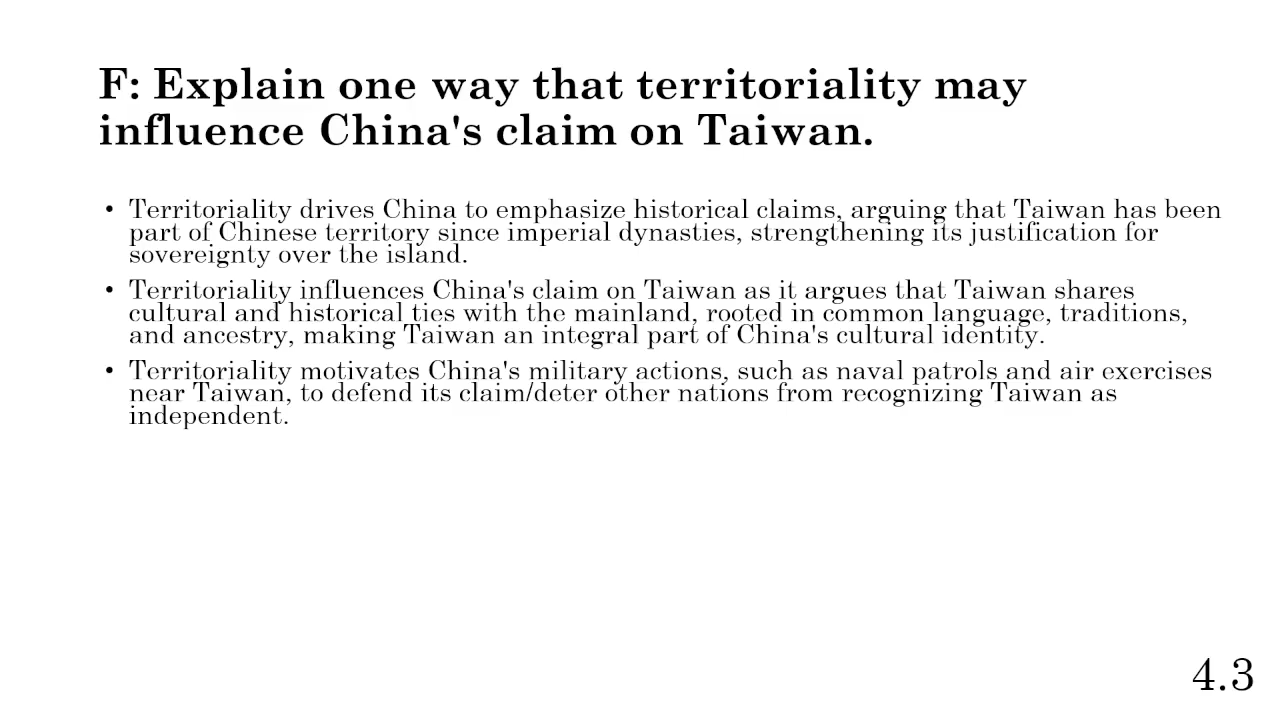 F: Explain one way that territoriality may
influence China's claim on Taiwan.
• Territoriality drives China to emphasize historical claims, arguing that Taiwan has been
part of Chinese territory since imperial dynasties, strengthening its justification for
sovereignty over the island.
• Territoriality influences China's claim on Taiwan as it argues that Taiwan shares
cultural and historical ties with the mainland, rooted in common language, traditions,
and ancestry, making Taiwan an integral part of China's cultural identity.
• Territoriality motivates China's military actions, such as naval patrols and air exercises
near Taiwan, to defend its claim/deter other nations from recognizing Taiwan as
independent.
4.3